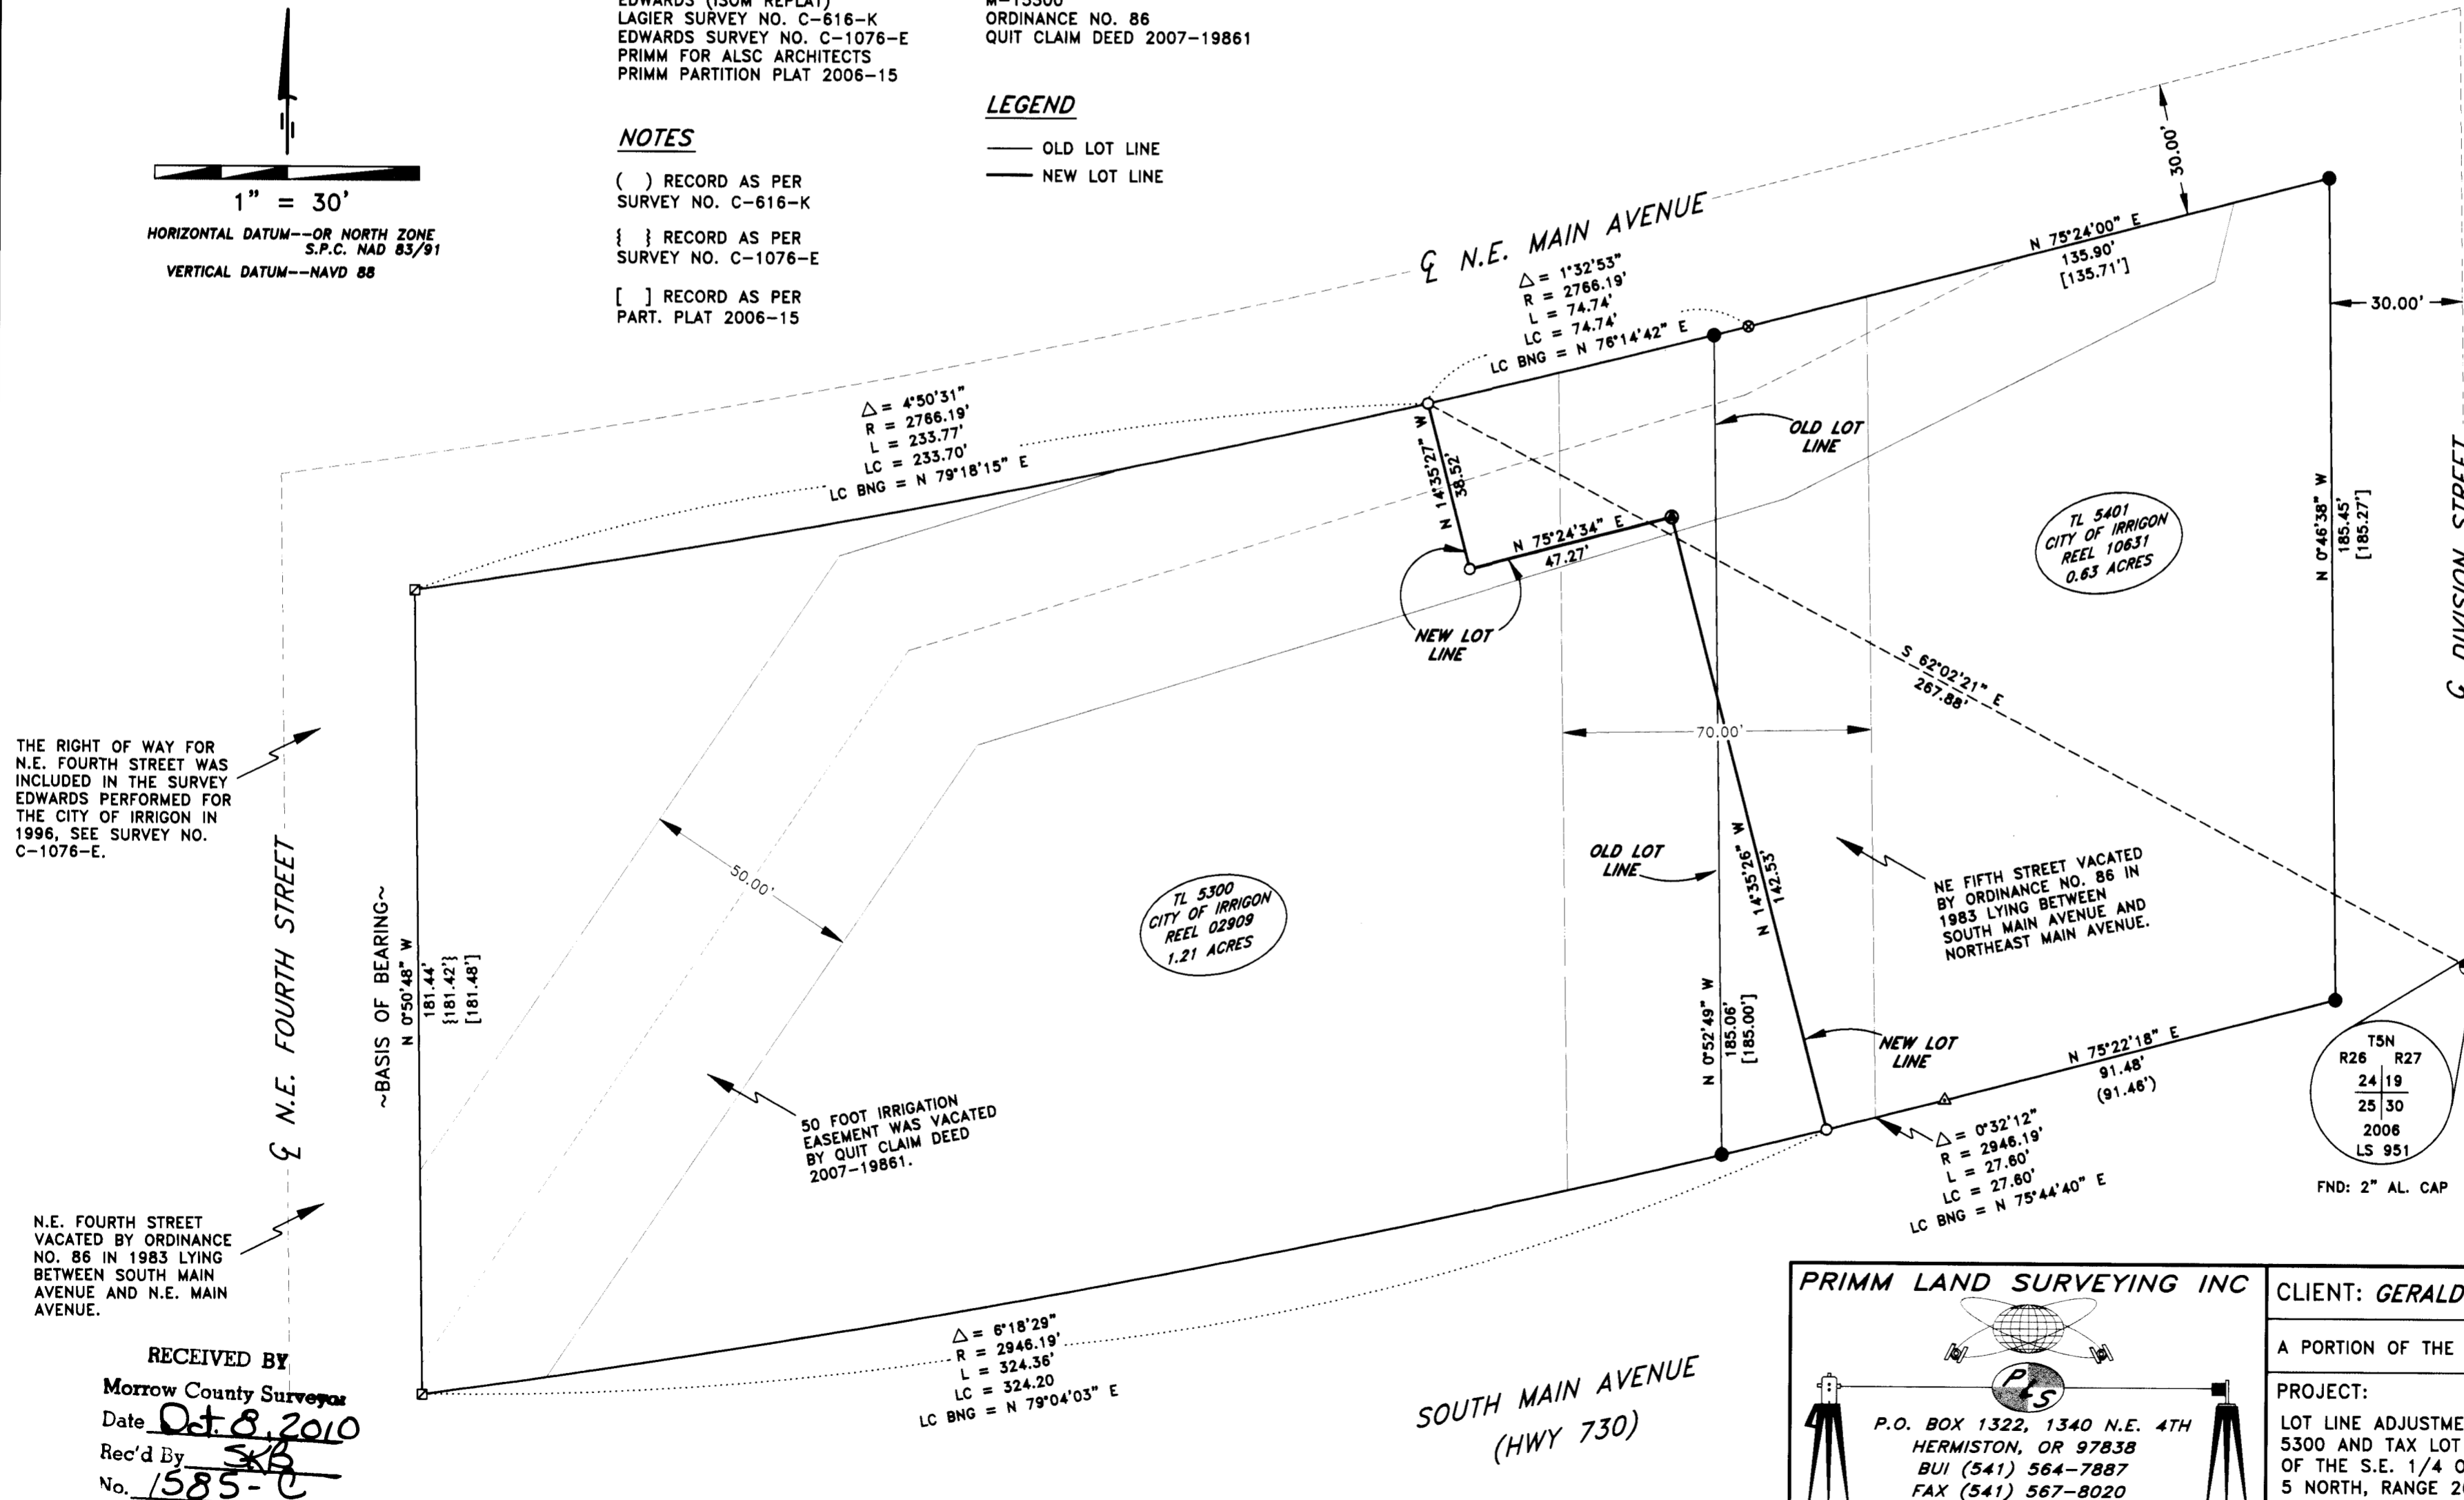 EDWARDS (ISOM REPLAT)
LAGIER SURVEY NO. C-616-K
EDWARDS SURVEY NO. C-1076-E
PRIMM FOR ALSC ARCHITECTS
PRIMM PARTITION PLAT 2006-15
M-15300
ORDINANCE NO. 86
QUIT CLAIM DEED 2007-19861
LEGEND
OLD LOT LINE
NEW LOT LINE
NOTES
( ) RECORD AS PER
SURVEY NO. C-616-K
{ } RECORD AS PER
SURVEY NO. C-1076-E
[ ] RECORD AS PER
PART. PLAT 2006-15
1" = 30'
HORIZONTAL DATUM--OR NORTH ZONE
S.P.C. NAD 83/91
VERTICAL DATUM--NAVD 88
℄ N.E. MAIN AVENUE
30.00'
N 75°24'00" E
135.90'
[135.71']
30.00'
Δ = 1°32'53"
R = 2766.19'
L = 74.74'
LC = 74.74'
LC BNG = N 76°14'42" E
Δ = 4°50'31"
R = 2766.19'
L = 233.77'
LC = 233.70'
LC BNG = N 79°18'15" E
OLD LOT
LINE
N 14°35'27" W
38.52'
N 75°24'34" E
47.27'
NEW LOT
LINE
TL 5401
CITY OF IRRIGON
REEL 10631
0.63 ACRES
N 0°46'38" W
185.45'
[185.27']
℄ DIVISION STREET
S 62°02'21" E
267.88'
70.00'
THE RIGHT OF WAY FOR
N.E. FOURTH STREET WAS
INCLUDED IN THE SURVEY
EDWARDS PERFORMED FOR
THE CITY OF IRRIGON IN
1996, SEE SURVEY NO.
C-1076-E.
℄ N.E. FOURTH STREET
~BASIS OF BEARING~
N 0°50'48" W
181.44'
{181.42'}
[181.48']
50.00'
TL 5300
CITY OF IRRIGON
REEL 02909
1.21 ACRES
OLD LOT
LINE
N 14°35'26" W
142.53'
NE FIFTH STREET VACATED
BY ORDINANCE NO. 86 IN
1983 LYING BETWEEN
SOUTH MAIN AVENUE AND
NORTHEAST MAIN AVENUE.
N 0°52'49" W
185.06'
[185.00']
NEW LOT
LINE
N 75°22'18" E
91.48'
(91.46')
Δ = 0°32'12"
R = 2946.19'
L = 27.60'
LC = 27.60'
LC BNG = N 75°44'40" E
T5N
R26 R27
24 19
25 30
2006
LS 951
FND: 2" AL. CAP
50 FOOT IRRIGATION
EASEMENT WAS VACATED
BY QUIT CLAIM DEED
2007-19861.
N.E. FOURTH STREET
VACATED BY ORDINANCE
NO. 86 IN 1983 LYING
BETWEEN SOUTH MAIN
AVENUE AND N.E. MAIN
AVENUE.
Δ = 6°18'29"
R = 2946.19'
L = 324.36'
LC = 324.20
LC BNG = N 79°04'03" E
SOUTH MAIN AVENUE
(HWY 730)
RECEIVED BY
Morrow County Surveyor
Date Oct. 8, 2010
Rec'd By SKB
No. 1585-C
PRIMM LAND SURVEYING INC
PLS
P.O. BOX 1322, 1340 N.E. 4TH
HERMISTON, OR 97838
BUI (541) 564-7887
FAX (541) 567-8020
CLIENT: GERALD
A PORTION OF THE
PROJECT:
LOT LINE ADJUSTME
5300 AND TAX LOT
OF THE S.E. 1/4 O
5 NORTH, RANGE 2